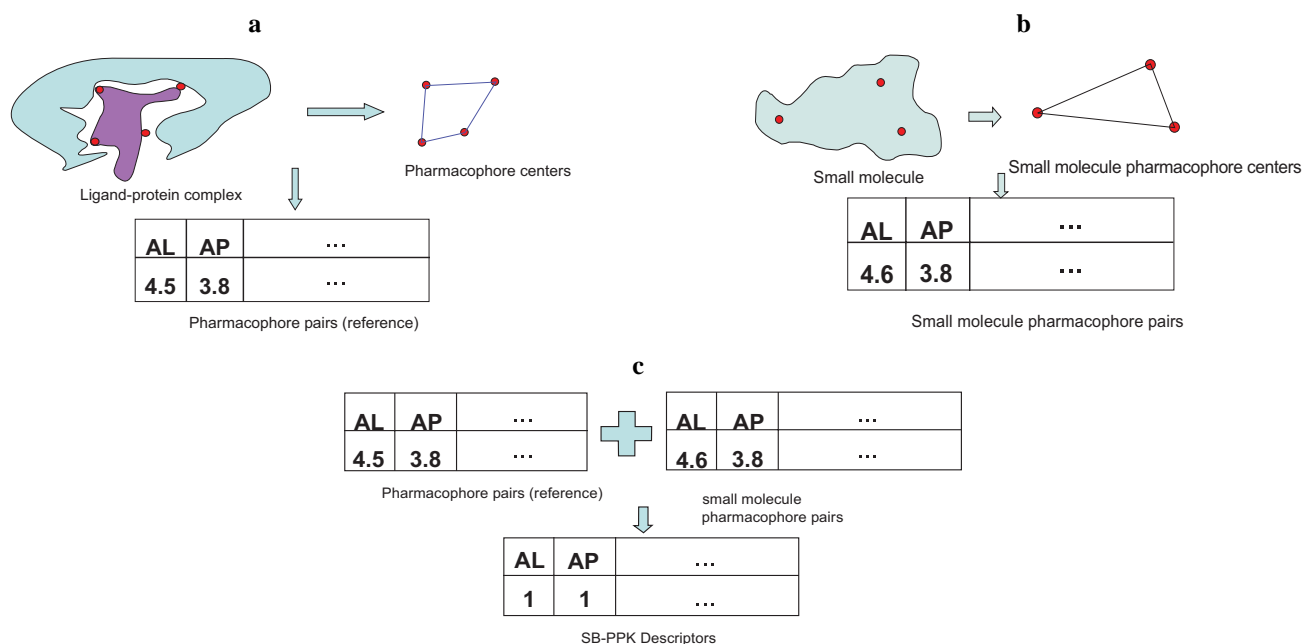 a
Ligand-protein complex
Pharmacophore centers
AL AP ...
4.5 3.8 ...
Pharmacophore pairs (reference)
b
Small molecule
Small molecule pharmacophore centers
AL AP ...
4.6 3.8 ...
Small molecule pharmacophore pairs
c
AL AP ...
4.5 3.8 ...
Pharmacophore pairs (reference)
AL AP ...
4.6 3.8 ...
small molecule
pharmacophore pairs
AL AP ...
1 1 ...
SB-PPK Descriptors